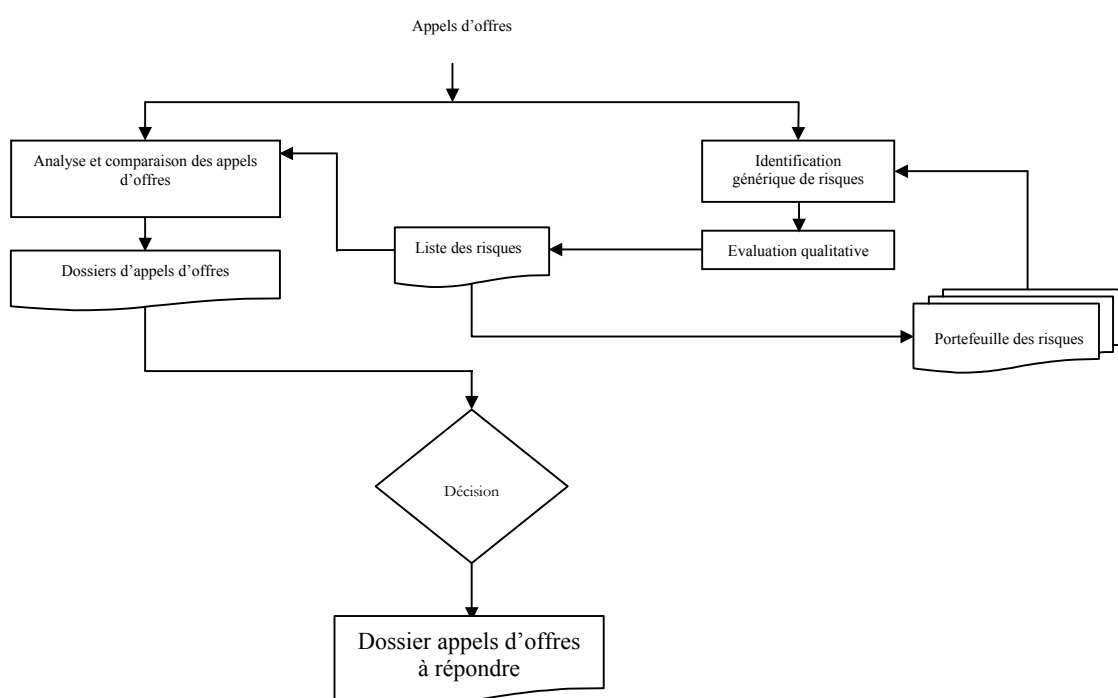 Appels d’offres
Analyse et comparaison des appels
d’offres
Identification
générique de risques
Liste des risques
Evaluation qualitative
Dossiers d’appels d’offres
Portefeuille des risques
Décision
Dossier appels d’offres
à répondre